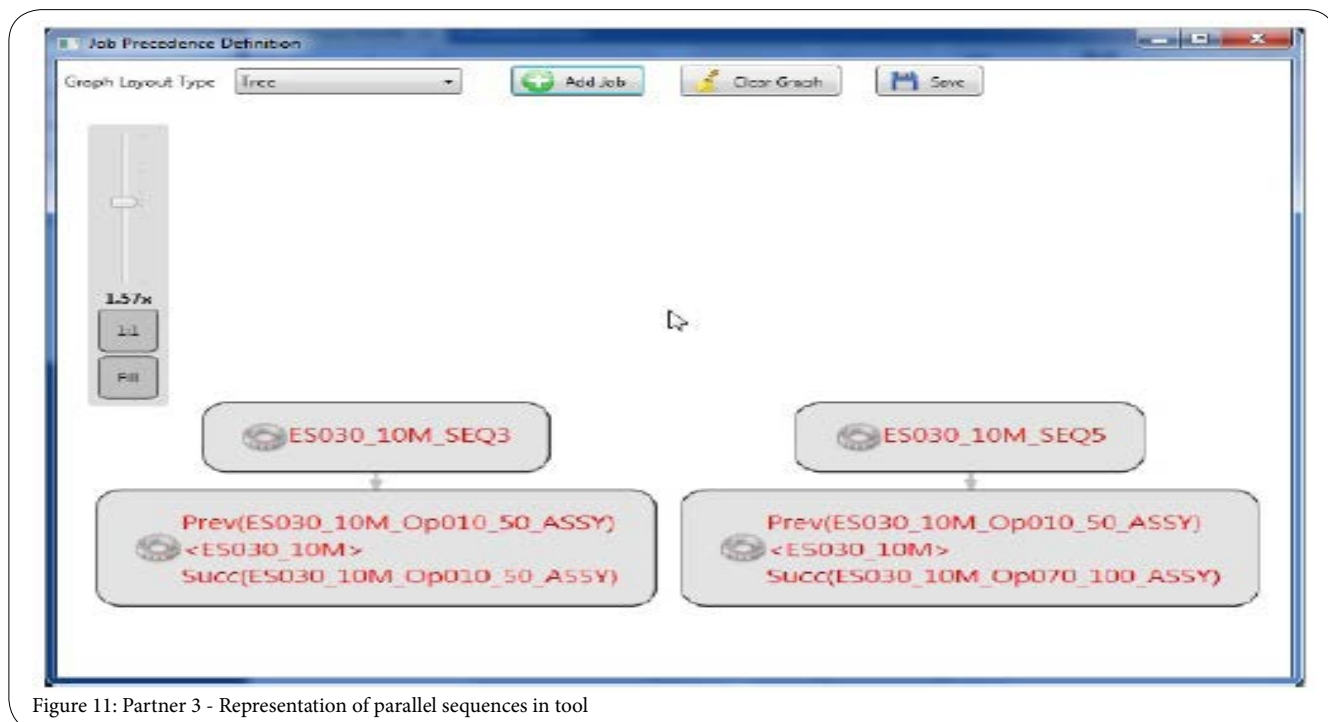 Job Precedence Definition
Graph Layout Type Tree Add Job Clear Graph Save
1.57x
1:1
Fill
ES030_10M_SEQ3 ES030_10M_SEQ5
Prev(ES030_10M_Op010_50_ASSY)
<ES030_10M>
Succ(ES030_10M_Op010_50_ASSY)
Prev(ES030_10M_Op010_50_ASSY)
<ES030_10M>
Succ(ES030_10M_Op070_100_ASSY)
Figure 11: Partner 3 - Representation of parallel sequences in tool